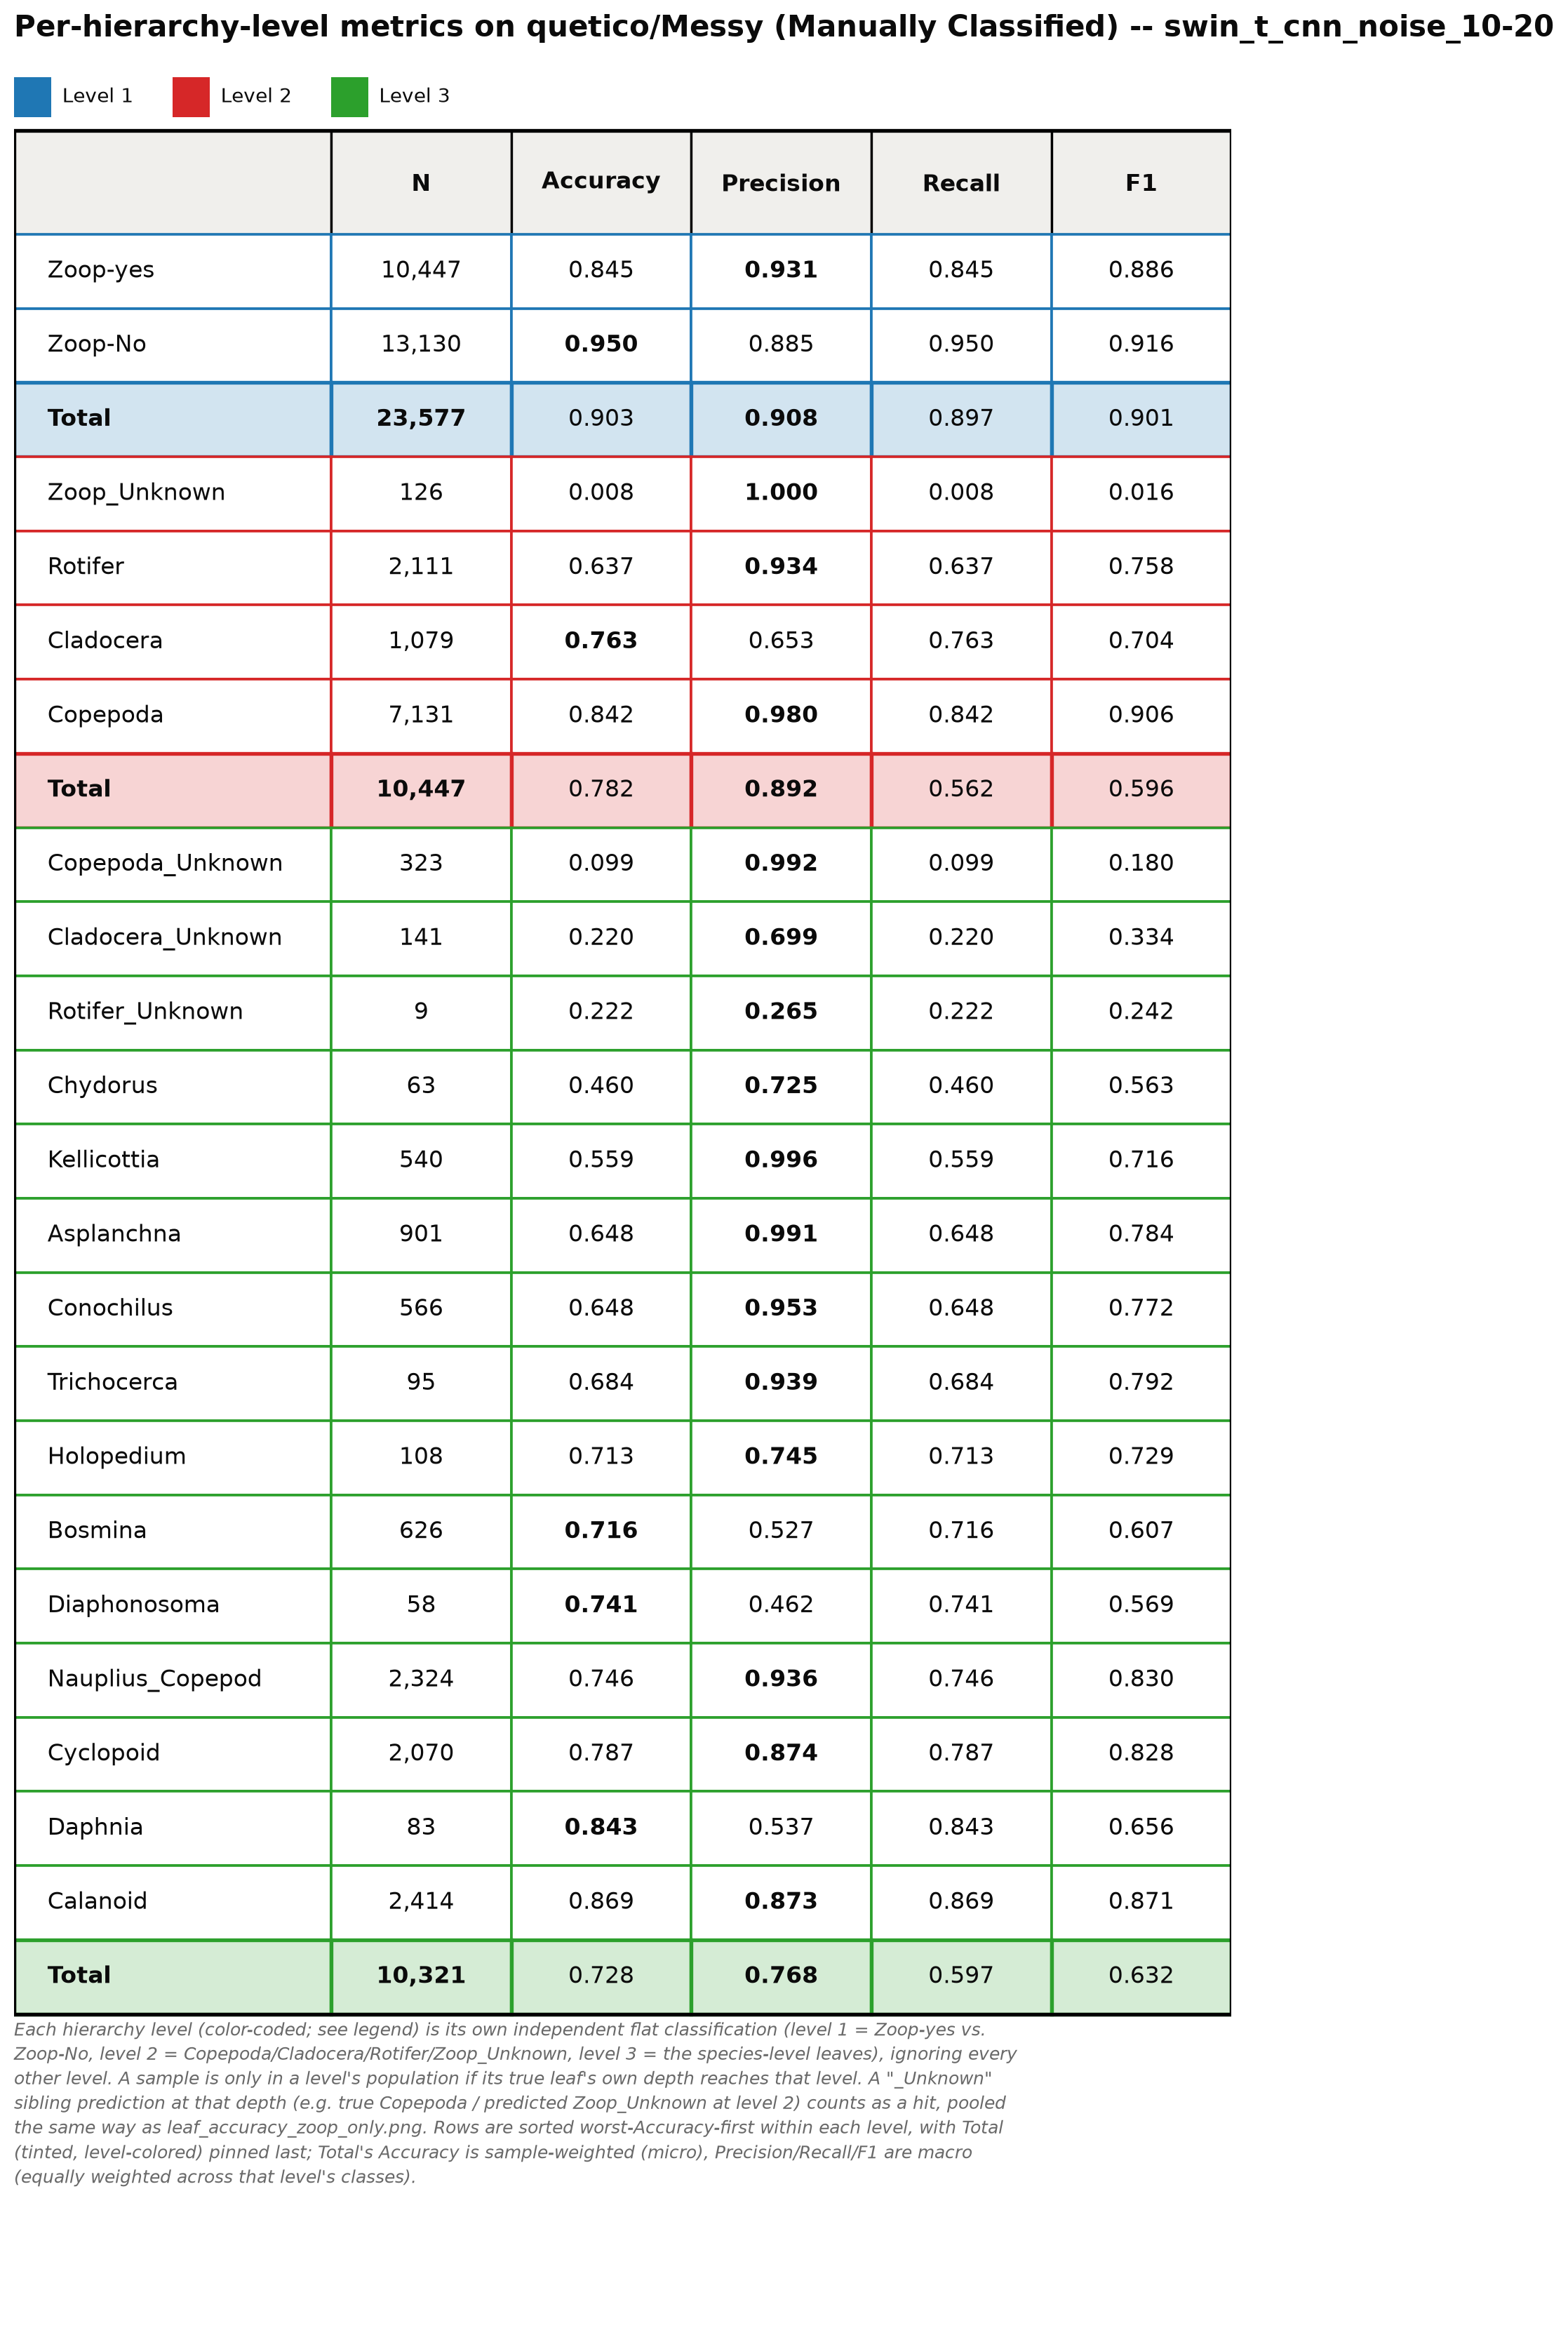 Per-hierarchy-level metrics on quetico/Messy (Manually Classified) -- swin_t_cnn_noise_10-20
Level 1 Level 2 Level 3
N Accuracy Precision Recall F1
Zoop-yes 10,447 0.845 0.931 0.845 0.886
Zoop-No 13,130 0.950 0.885 0.950 0.916
Total 23,577 0.903 0.908 0.897 0.901
Zoop_Unknown 126 0.008 1.000 0.008 0.016
Rotifer 2,111 0.637 0.934 0.637 0.758
Cladocera 1,079 0.763 0.653 0.763 0.704
Copepoda 7,131 0.842 0.980 0.842 0.906
Total 10,447 0.782 0.892 0.562 0.596
Copepoda_Unknown 323 0.099 0.992 0.099 0.180
Cladocera_Unknown 141 0.220 0.699 0.220 0.334
Rotifer_Unknown 9 0.222 0.265 0.222 0.242
Chydorus 63 0.460 0.725 0.460 0.563
Kellicottia 540 0.559 0.996 0.559 0.716
Asplanchna 901 0.648 0.991 0.648 0.784
Conochilus 566 0.648 0.953 0.648 0.772
Trichocerca 95 0.684 0.939 0.684 0.792
Holopedium 108 0.713 0.745 0.713 0.729
Bosmina 626 0.716 0.527 0.716 0.607
Diaphonosoma 58 0.741 0.462 0.741 0.569
Nauplius_Copepod 2,324 0.746 0.936 0.746 0.830
Cyclopoid 2,070 0.787 0.874 0.787 0.828
Daphnia 83 0.843 0.537 0.843 0.656
Calanoid 2,414 0.869 0.873 0.869 0.871
Total 10,321 0.728 0.768 0.597 0.632
Each hierarchy level (color-coded; see legend) is its own independent flat classification (level 1 = Zoop-yes vs.
Zoop-No, level 2 = Copepoda/Cladocera/Rotifer/Zoop_Unknown, level 3 = the species-level leaves), ignoring every
other level. A sample is only in a level's population if its true leaf's own depth reaches that level. A "_Unknown"
sibling prediction at that depth (e.g. true Copepoda / predicted Zoop_Unknown at level 2) counts as a hit, pooled
the same way as leaf_accuracy_zoop_only.png. Rows are sorted worst-Accuracy-first within each level, with Total
(tinted, level-colored) pinned last; Total's Accuracy is sample-weighted (micro), Precision/Recall/F1 are macro
(equally weighted across that level's classes).